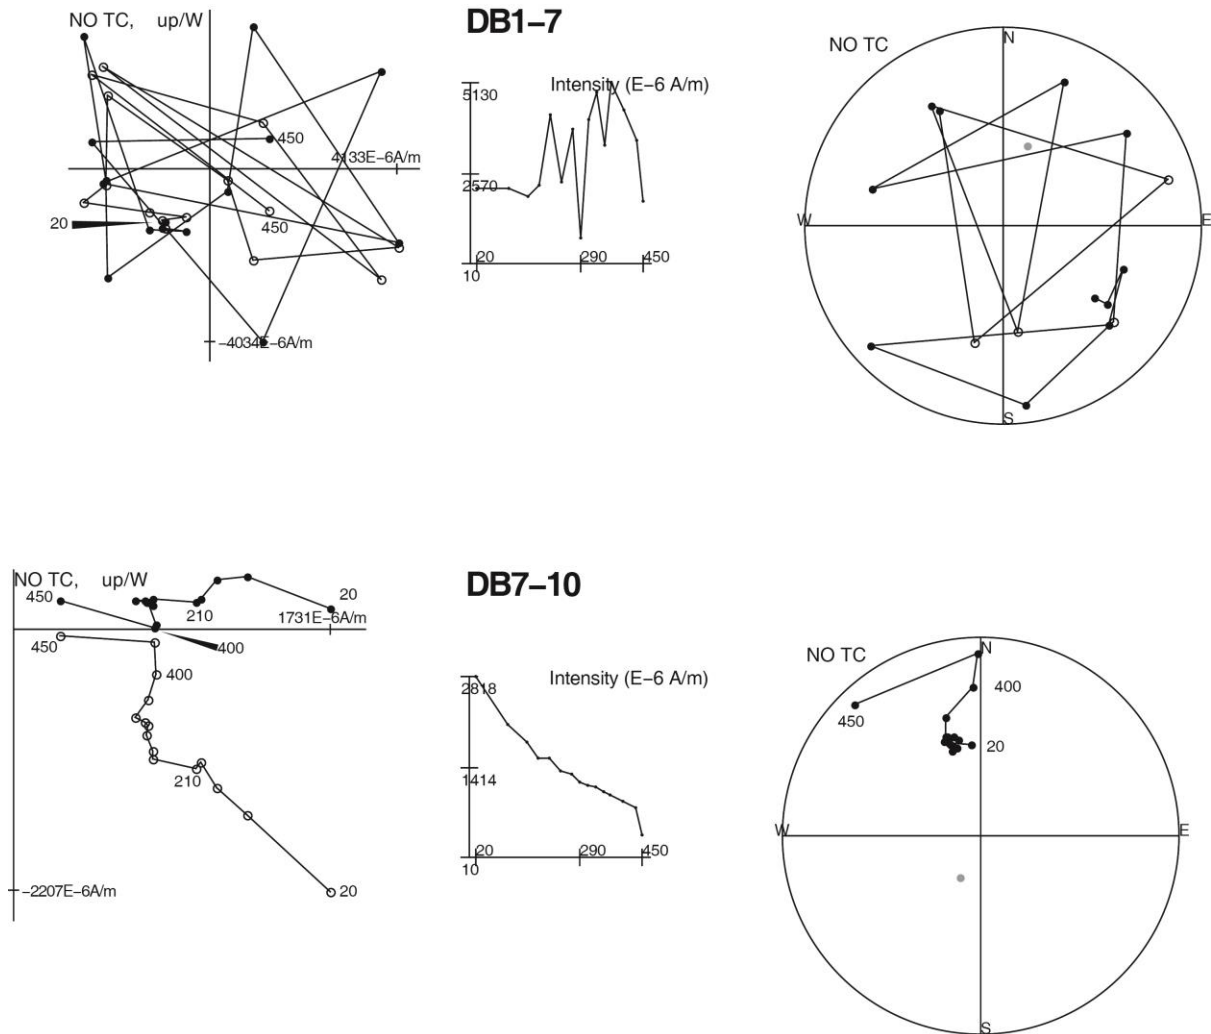 NO TC, up/W
DB1–7
Intensity (E–6 A/m)
NO TC
N
5130
450
4133E–6A/m
2570
20
450
W
E
20
290
450
10
–4034E–6A/m
S
NO TC, up/W
DB7–10
450
20
210
1731E–6A/m
450
400
400
210
20
–2207E–6A/m
Intensity (E–6 A/m)
2818
1414
20
290
450
10
NO TC
N
400
450
20
W
E
S